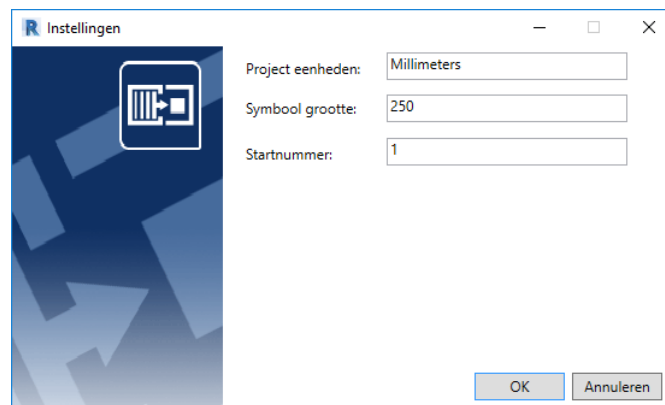 Instellingen
Project eenheden: Millimeters
Symbool grootte: 250
Startnummer: 1
OK Annuleren